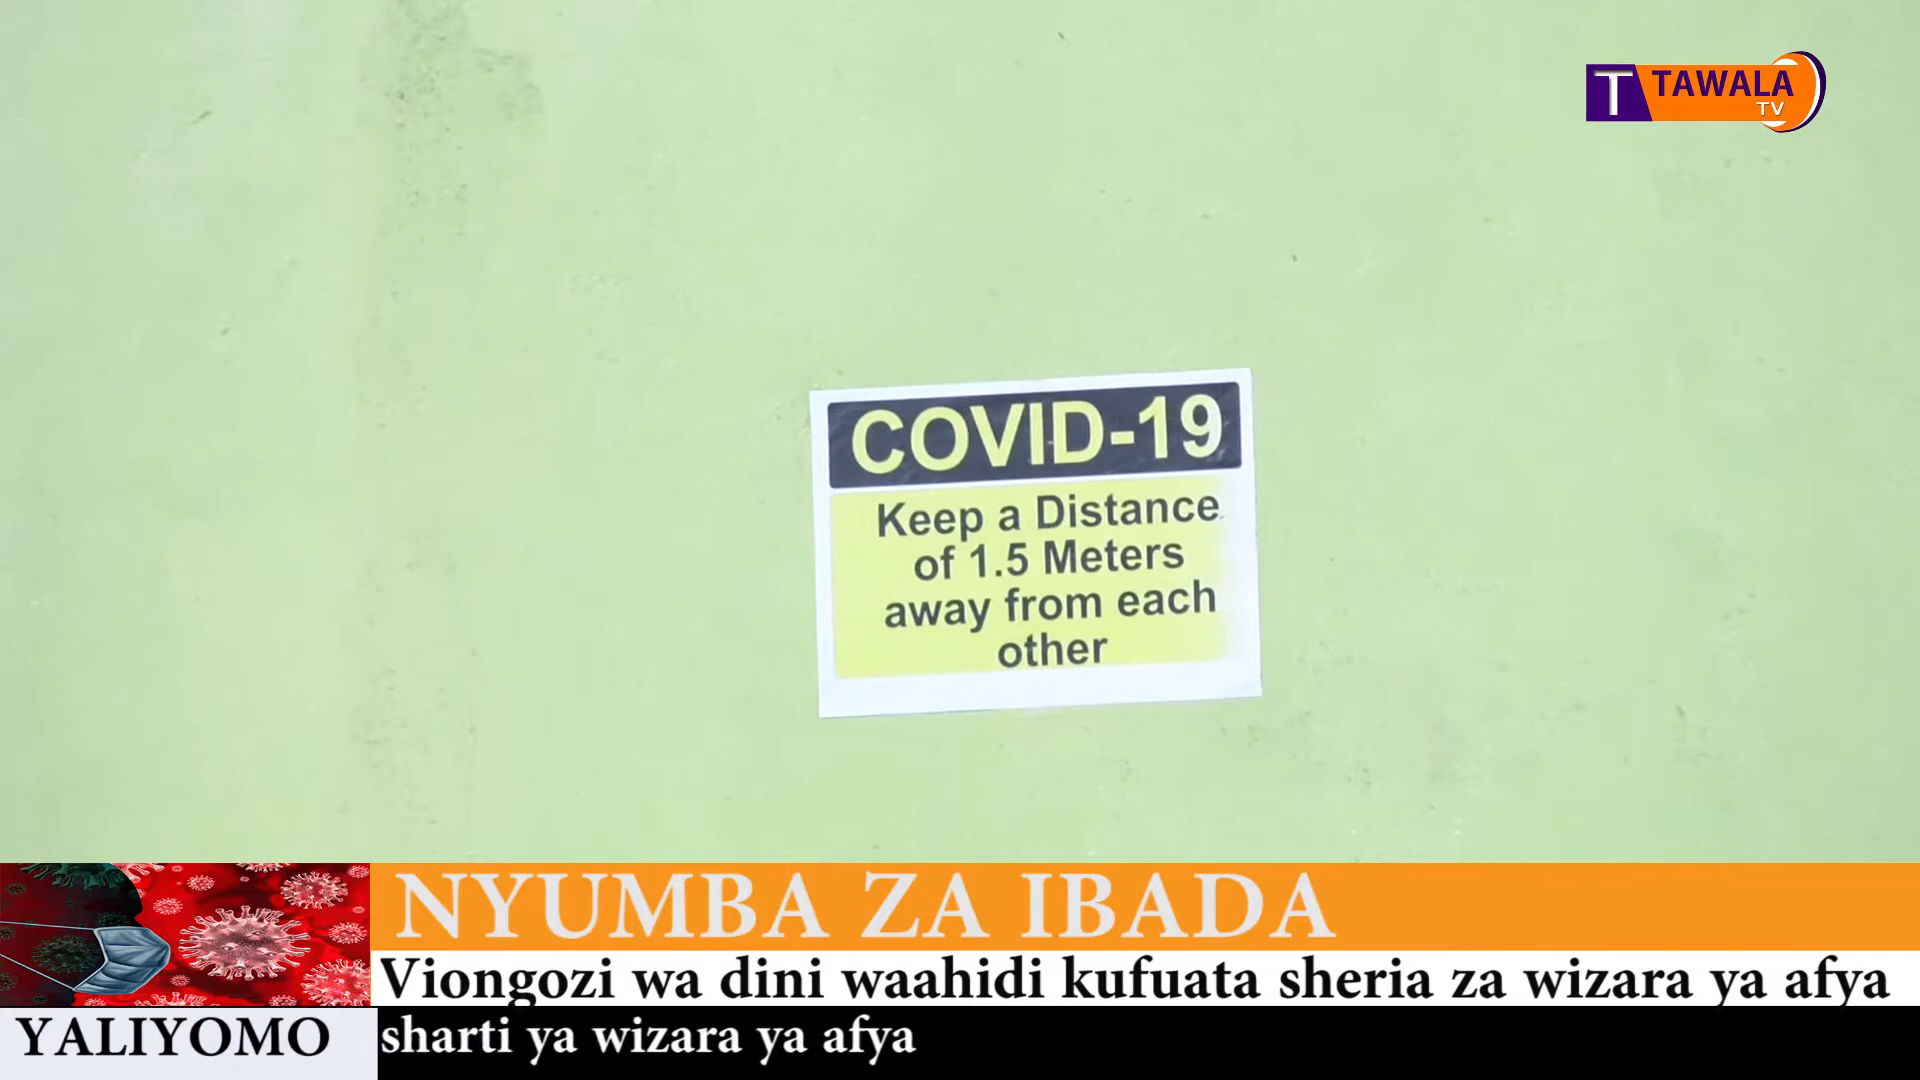 T TAWALA
TV
COVID-19
Keep a Distance
of 1.5 Meters
away from each
other
NYUMBA ZA IBADA
Viongozi wa dini waahidi kufuata sheria za wizara ya afya
YALIYOMO
sharti ya wizara ya afya